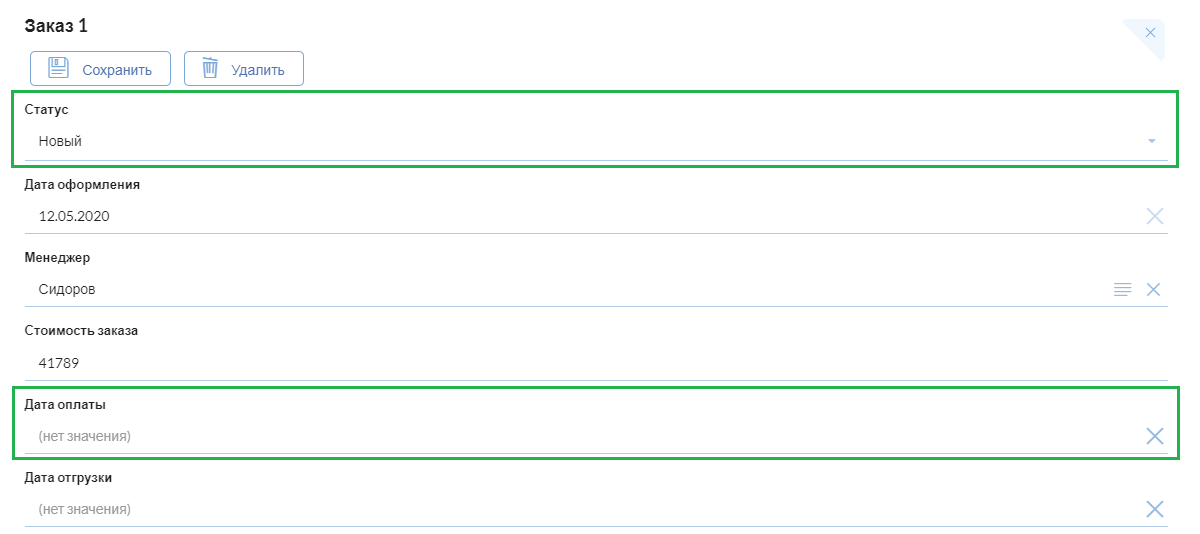 Заказ 1
Сохранить Удалить
Статус
Новый
Дата оформления
12.05.2020
Менеджер
Сидоров
Стоимость заказа
41789
Дата оплаты
(нет значения)
Дата отгрузки
(нет значения)